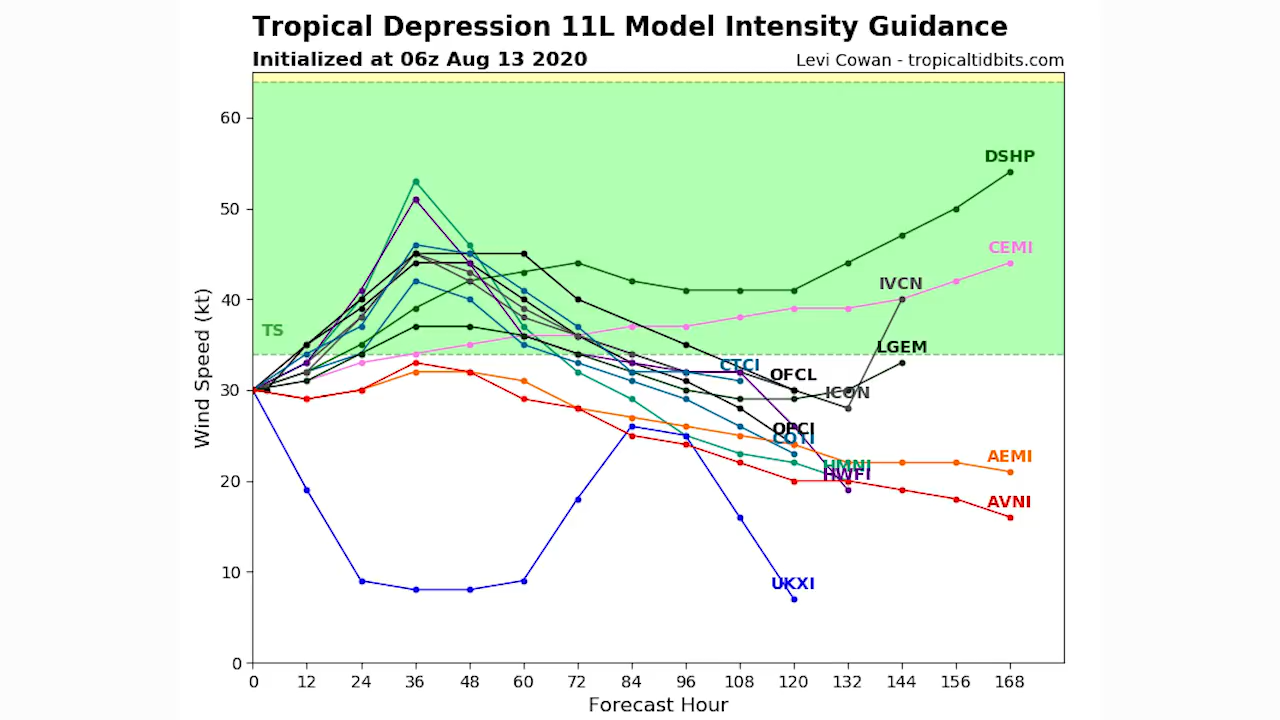 Tropical Depression 11L Model Intensity Guidance
Initialized at 06z Aug 13 2020
Levi Cowan - tropicaltidbits.com
60
50
40
30
20
10
0
Wind Speed (kt)
TS
DSHP
CEMI
IVCN
LGEM
CTCI
OFCL
ICON
OFCI
COTI
HMNI
HWFI
AEMI
AVNI
UKXI
0 12 24 36 48 60 72 84 96 108 120 132 144 156 168
Forecast Hour